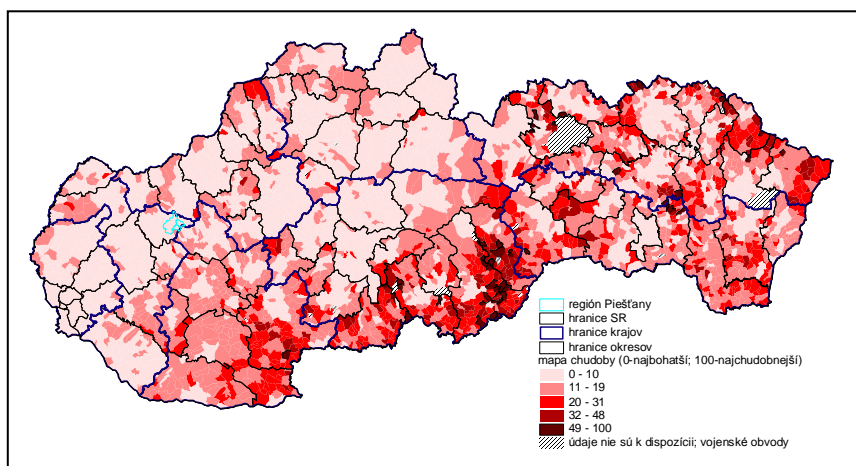 región Piešťany
hranice SR
hranice krajov
hranice okresov
mapa chudoby (0-najbohatší; 100-najchudobnejší)
0 - 10
11 - 19
20 - 31
32 - 48
49 - 100
údaje nie sú k dispozícii; vojenské obvody